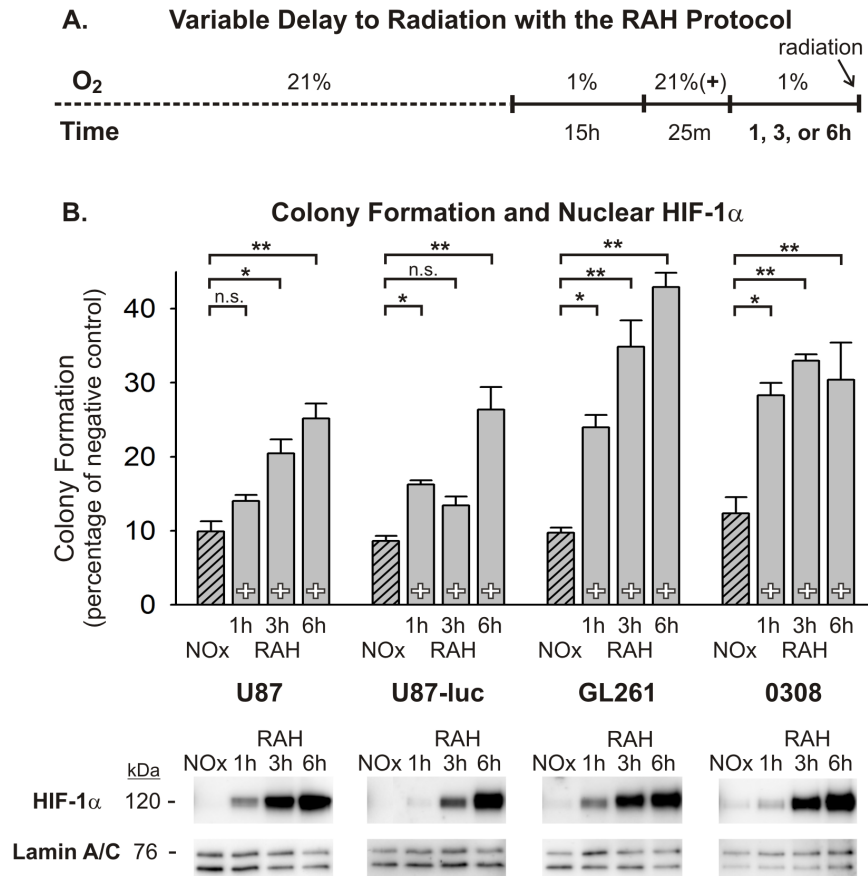 A. Variable Delay to Radiation with the RAH Protocol
radiation
O2 21% 1% 21%(+) 1%
Time 15h 25m 1, 3, or 6h
B. Colony Formation and Nuclear HIF-1α
** ** ** **
* n.s. ** **
n.s. * * *
Colony Formation
(percentage of negative control)
40
30
20
10
0
+ + + + + + + + + + + +
1h 3h 6h 1h 3h 6h 1h 3h 6h 1h 3h 6h
NOx RAH NOx RAH NOx RAH NOx RAH
U87 U87-luc GL261 0308
RAH RAH RAH RAH
kDa NOx 1h 3h 6h NOx 1h 3h 6h NOx 1h 3h 6h NOx 1h 3h 6h
HIF-1α 120 -
Lamin A/C 76 -